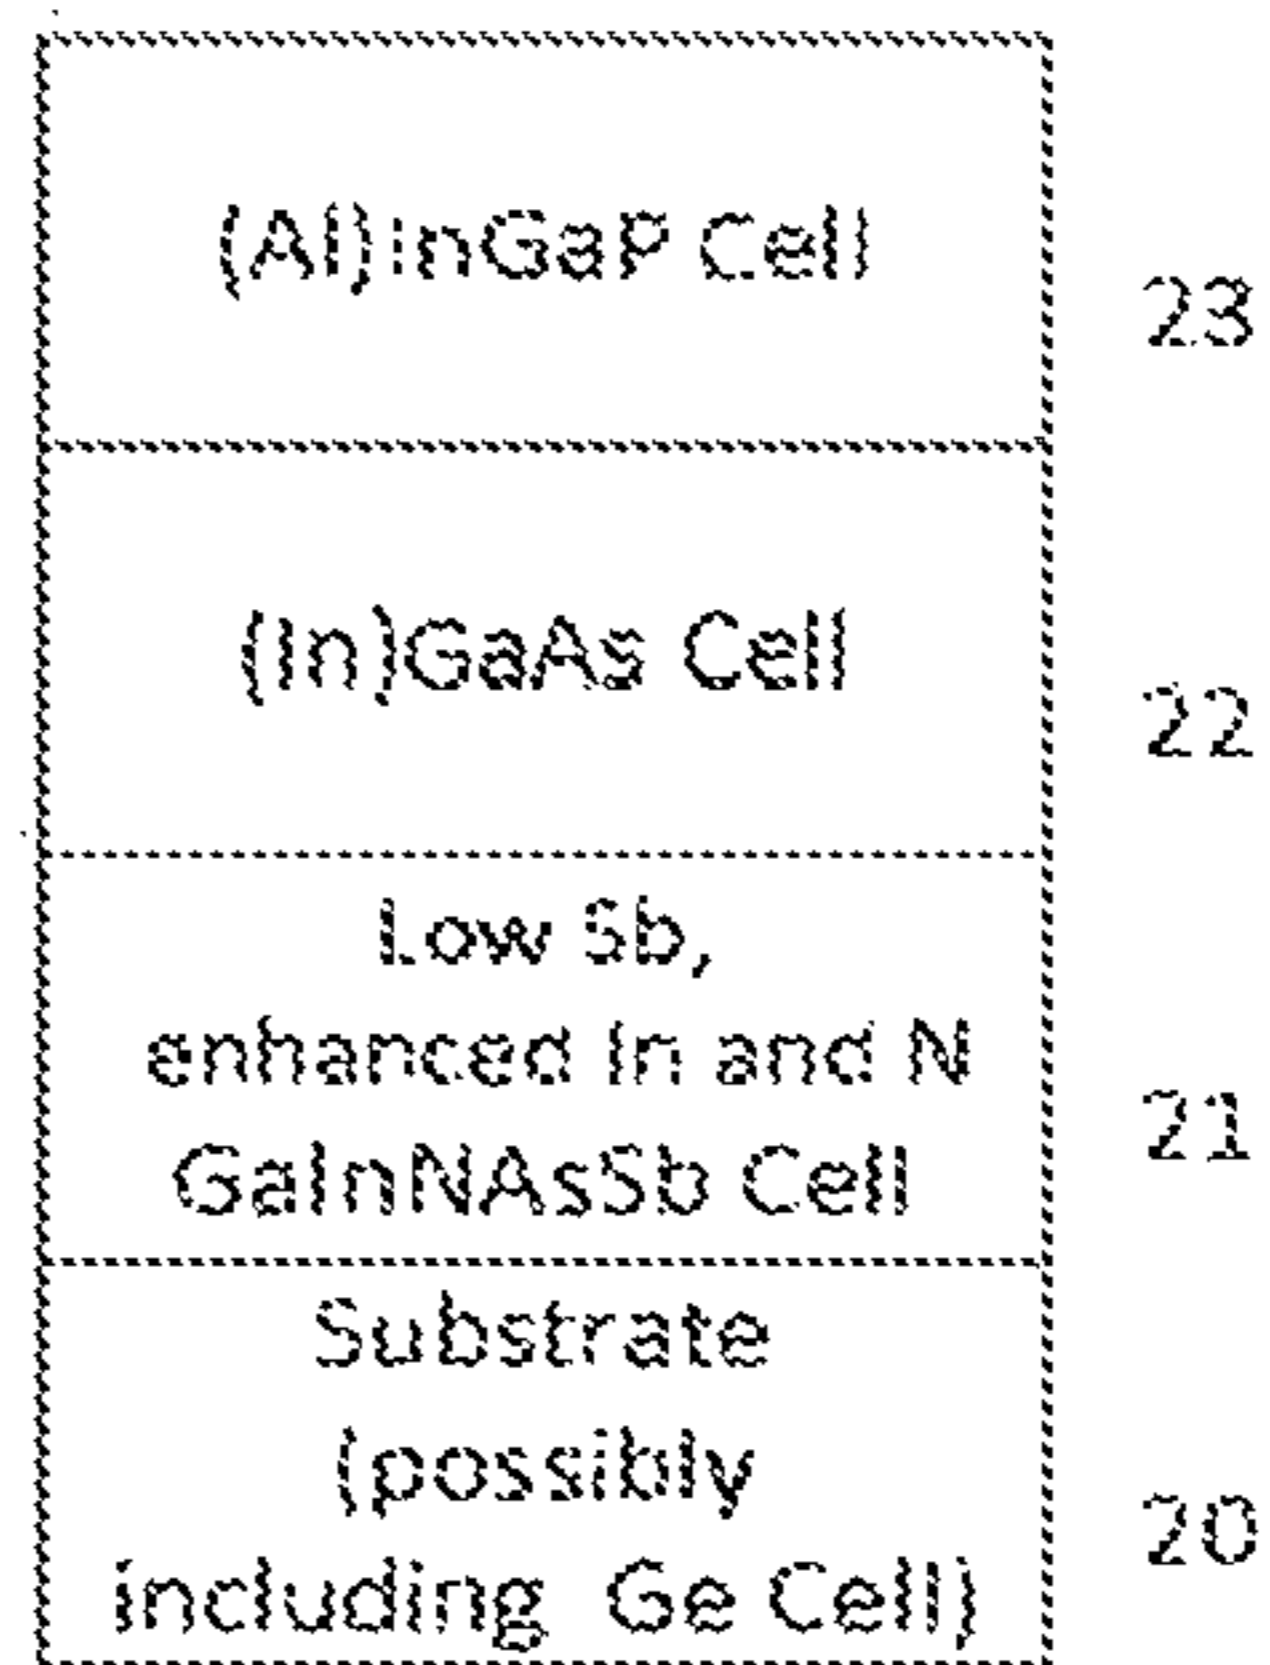 (Al)InGaP Cell
23
(In)GaAs Cell
22
Low Sb,
enhanced In and N
GaInNAsSb Cell
21
Substrate
(possibly
including Ge Cell)
20